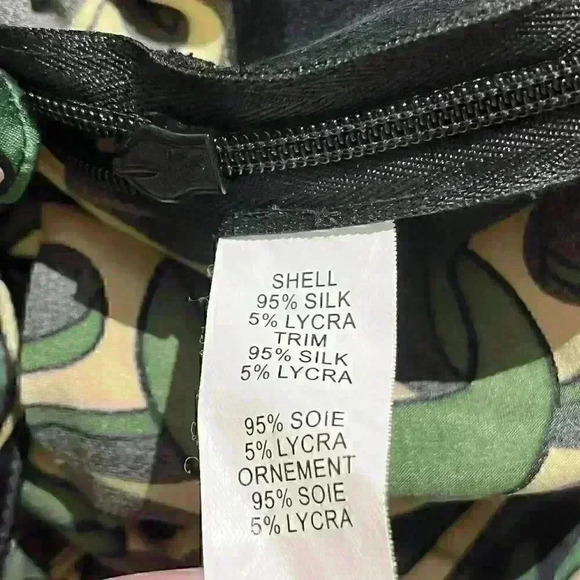 SHELL
95% SILK
5% LYCRA
TRIM
95% SILK
5% LYCRA
95% SOIE
5% LYCRA
ORNEMENT
95% SOIE
5% LYCRA